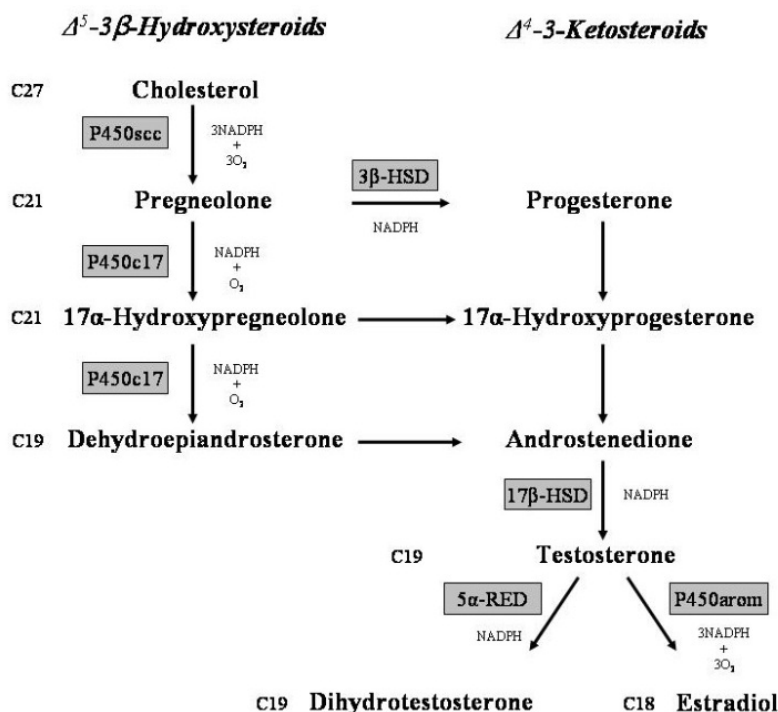 Δ⁵-3β-Hydroxysteroids Δ⁴-3-Ketosteroids
C27 Cholesterol
P450scc 3NADPH
+
3O₂
3β-HSD
C21 Pregneolone Progesterone
NADPH
P450c17 NADPH
+
O₂
C21 17α-Hydroxypregneolone 17α-Hydroxyprogesterone
P450c17 NADPH
+
O₂
C19 Dehydroepiandrosterone Androstenedione
17β-HSD NADPH
C19 Testosterone
5α-RED P450arom
NADPH 3NADPH
+
3O₂
C19 Dihydrotestosterone C18 Estradiol